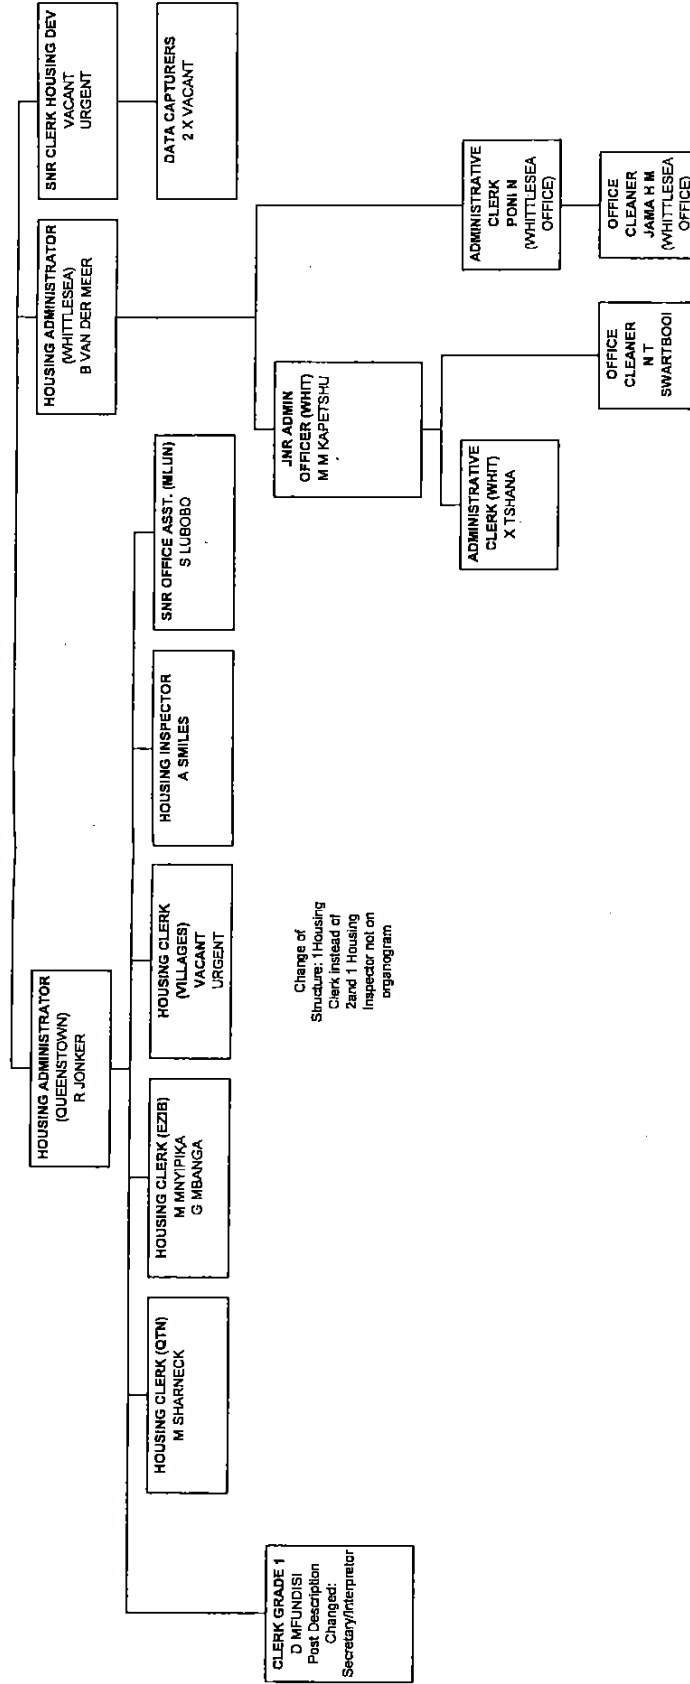 HOUSING ADMINISTRATOR
(QUEENSTOWN)
R JONKER
HOUSING ADMINISTRATOR
(WHITTLESEA)
B VAN DER MEER
SNR CLERK HOUSING DEV
VACANT
URGENT
CLERK GRADE 1
D MFUNDISI
Post Description
Changed:
Secretary/Interpretor
HOUSING CLERK (QTN)
M SHARNECK
HOUSING CLERK (EZIB)
M MNYIPIKA
G MBANGA
HOUSING CLERK
(VILLAGES)
VACANT
URGENT
HOUSING INSPECTOR
A SMILES
SNR OFFICE ASST. (MLUN)
S LUBOBO
DATA CAPTURERS
2 X VACANT
Change of
Structure: 1Housing
Clerk instead of
2and 1 Housing
Inspector not on
organogram
JNR ADMIN
OFFICER (WHIT)
M M KAPETSHU
ADMINISTRATIVE
CLERK (WHIT)
X TSHANA
ADMINISTRATIVE
CLERK
PONI N
(WHITTLESEA
OFFICE)
OFFICE
CLEANER
N T
SWARTBOOI
OFFICE
CLEANER
JAMA H M
(WHITTLESEA
OFFICE)